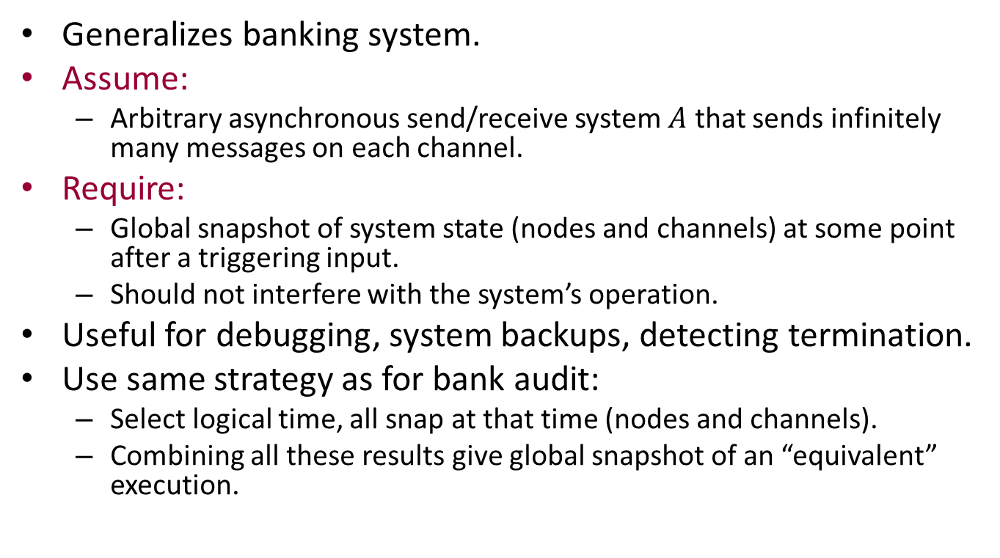 • Generalizes banking system.
• Assume:
– Arbitrary asynchronous send/receive system A that sends infinitely
many messages on each channel.
• Require:
– Global snapshot of system state (nodes and channels) at some point
after a triggering input.
– Should not interfere with the system’s operation.
• Useful for debugging, system backups, detecting termination.
• Use same strategy as for bank audit:
– Select logical time, all snap at that time (nodes and channels).
– Combining all these results give global snapshot of an “equivalent”
execution.